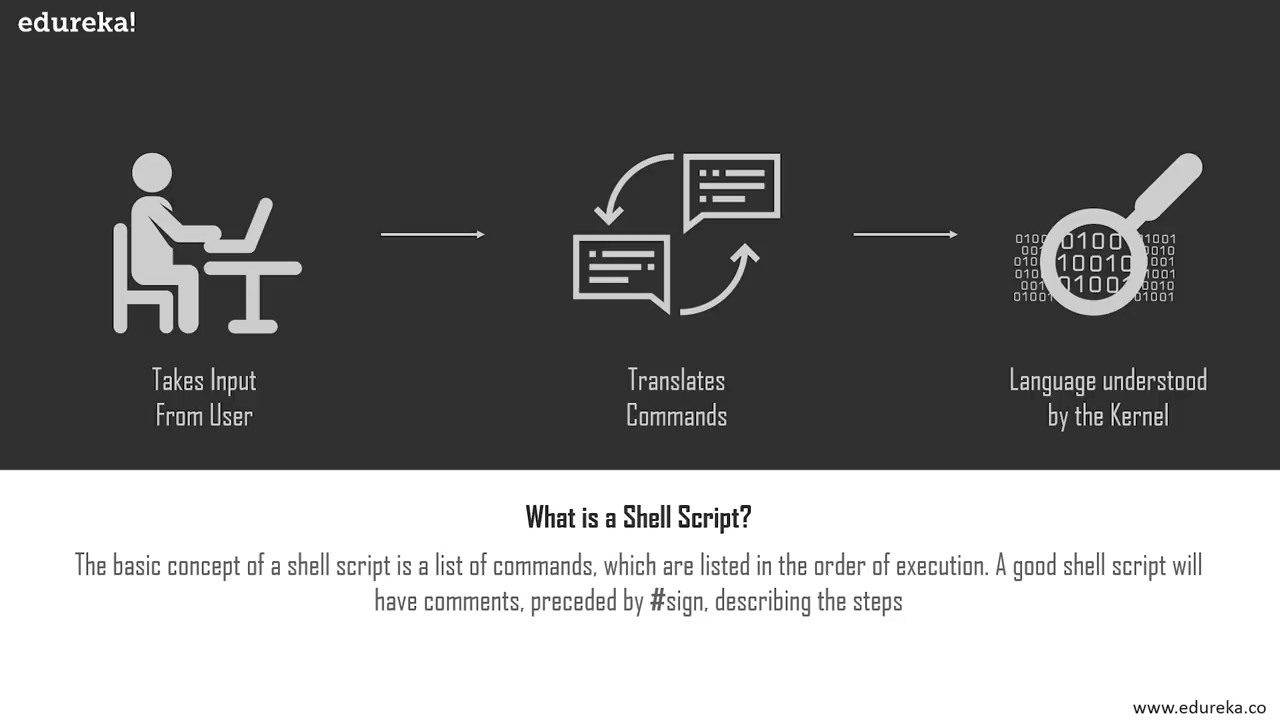 edureka!
Takes Input
From User
Translates
Commands
Language understood
by the Kernel
What is a Shell Script?
The basic concept of a shell script is a list of commands, which are listed in the order of execution. A good shell script will
have comments, preceded by #sign, describing the steps
www.edureka.co